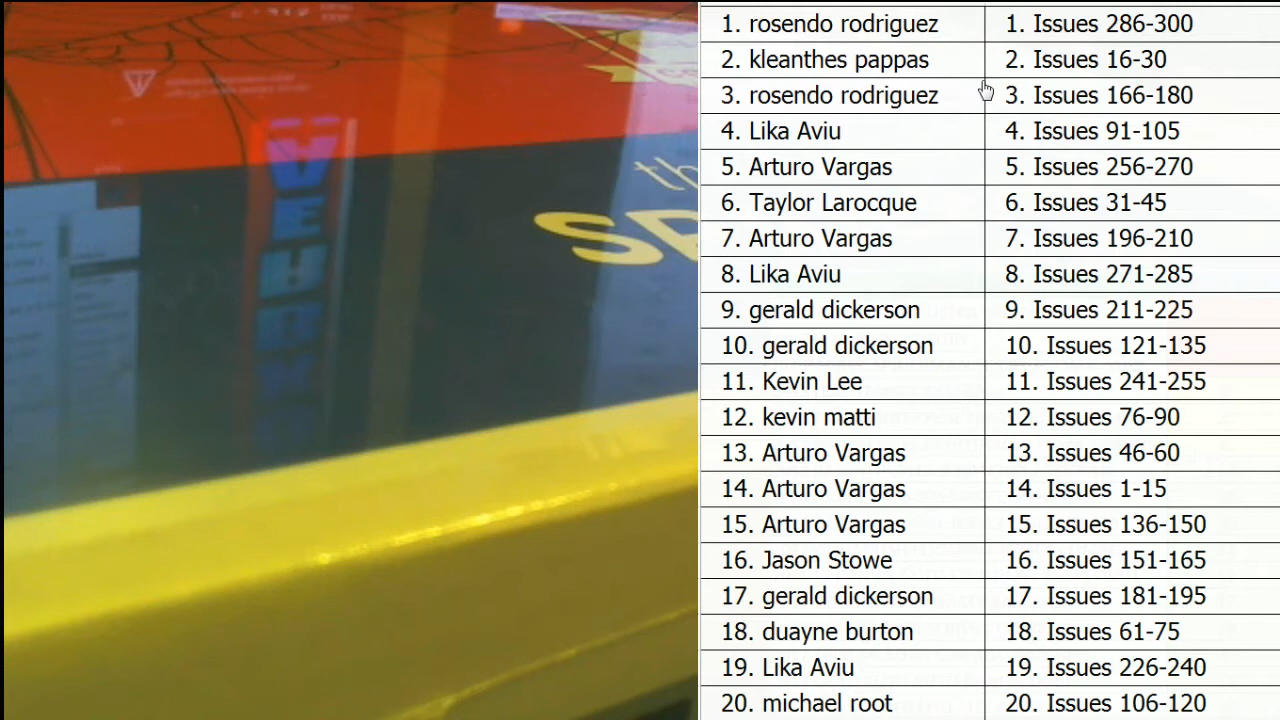 th
SP
1. rosendo rodriguez 1. Issues 286-300
2. kleanthes pappas 2. Issues 16-30
3. rosendo rodriguez 3. Issues 166-180
4. Lika Aviu 4. Issues 91-105
5. Arturo Vargas 5. Issues 256-270
6. Taylor Larocque 6. Issues 31-45
7. Arturo Vargas 7. Issues 196-210
8. Lika Aviu 8. Issues 271-285
9. gerald dickerson 9. Issues 211-225
10. gerald dickerson 10. Issues 121-135
11. Kevin Lee 11. Issues 241-255
12. kevin matti 12. Issues 76-90
13. Arturo Vargas 13. Issues 46-60
14. Arturo Vargas 14. Issues 1-15
15. Arturo Vargas 15. Issues 136-150
16. Jason Stowe 16. Issues 151-165
17. gerald dickerson 17. Issues 181-195
18. duayne burton 18. Issues 61-75
19. Lika Aviu 19. Issues 226-240
20. michael root 20. Issues 106-120